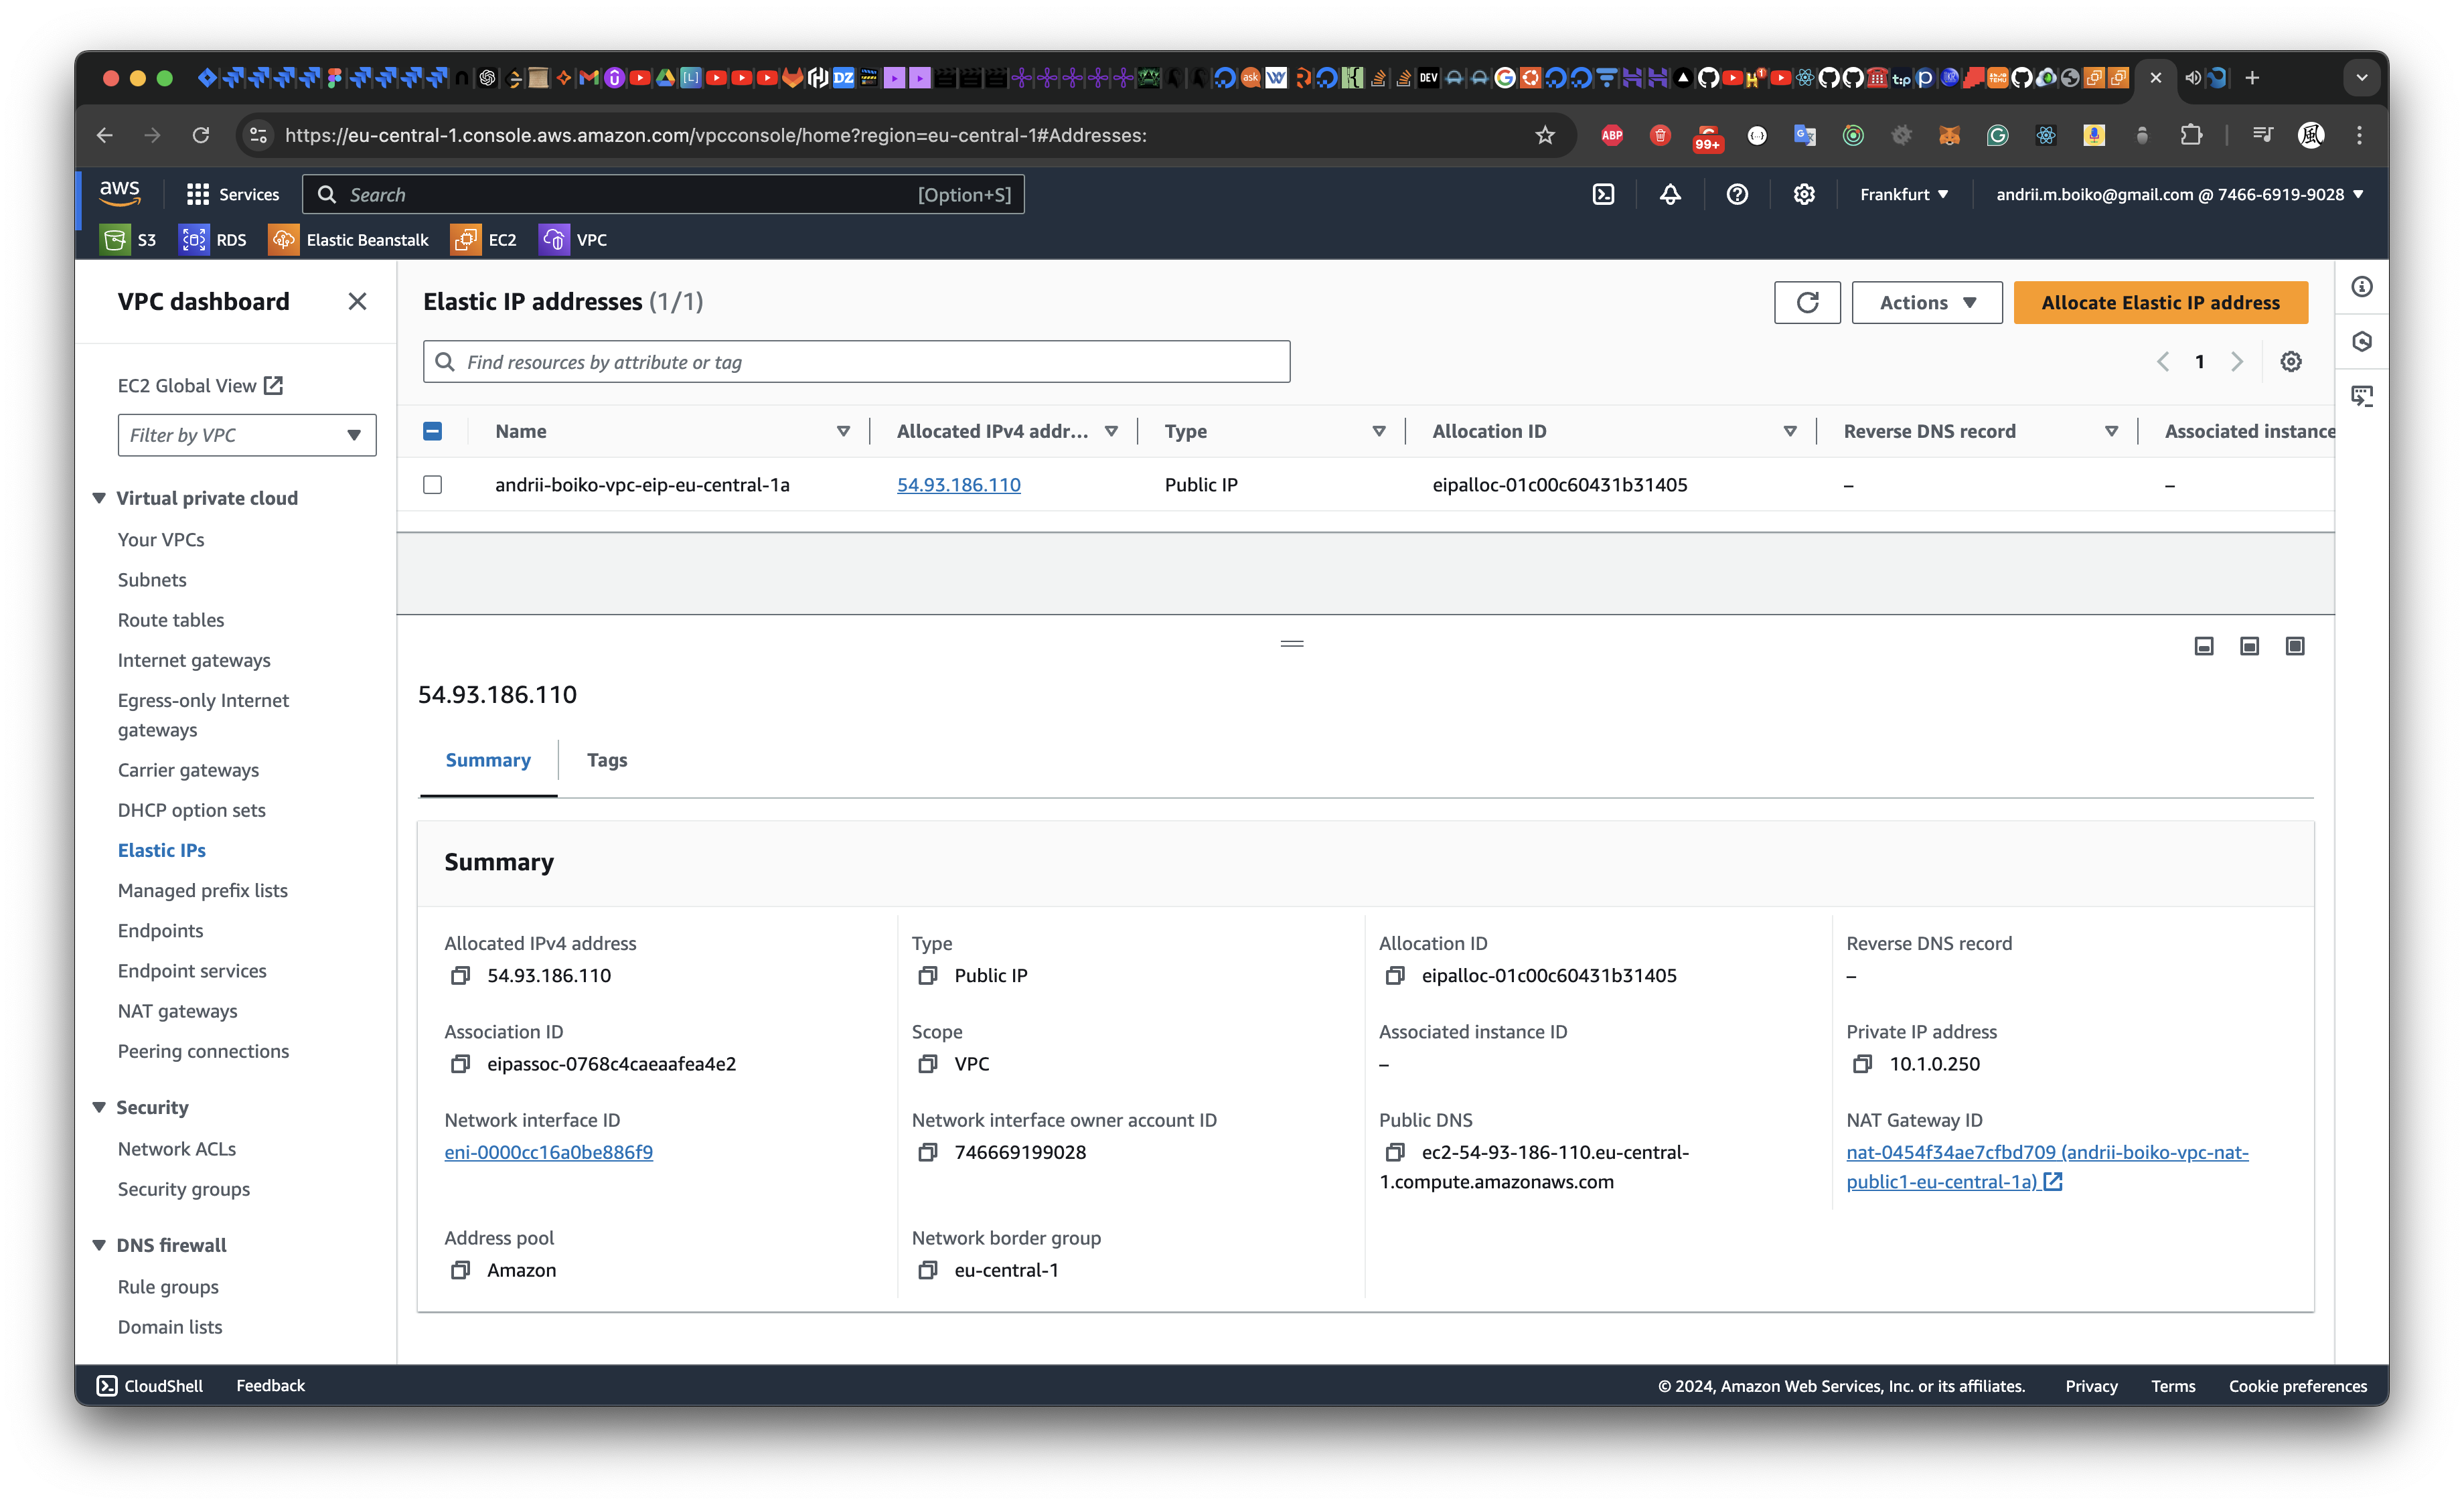 https://eu-central-1.console.aws.amazon.com/vpcconsole/home?region=eu-central-1#Addresses:
ABP
99+
aws
Services
Search
[Option+S]
Frankfurt
andrii.m.boiko@gmail.com @ 7466-6919-9028
S3
RDS
Elastic Beanstalk
EC2
VPC
VPC dashboard
EC2 Global View
Filter by VPC
Virtual private cloud
Your VPCs
Subnets
Route tables
Internet gateways
Egress-only Internet
gateways
Carrier gateways
DHCP option sets
Elastic IPs
Managed prefix lists
Endpoints
Endpoint services
NAT gateways
Peering connections
Security
Network ACLs
Security groups
DNS firewall
Rule groups
Domain lists
Elastic IP addresses (1/1)
Actions
Allocate Elastic IP address
Find resources by attribute or tag
1
Name
Allocated IPv4 addr...
Type
Allocation ID
Reverse DNS record
Associated instance
andrii-boiko-vpc-eip-eu-central-1a
54.93.186.110
Public IP
eipalloc-01c00c60431b31405
–
–
54.93.186.110
Summary
Tags
Summary
Allocated IPv4 address
54.93.186.110
Type
Public IP
Allocation ID
eipalloc-01c00c60431b31405
Reverse DNS record
–
Association ID
eipassoc-0768c4caeaafea4e2
Scope
VPC
Associated instance ID
–
Private IP address
10.1.0.250
Network interface ID
eni-0000cc16a0be886f9
Network interface owner account ID
746669199028
Public DNS
ec2-54-93-186-110.eu-central-
1.compute.amazonaws.com
NAT Gateway ID
nat-0454f34ae7cfbd709 (andrii-boiko-vpc-nat-
public1-eu-central-1a)
Address pool
Amazon
Network border group
eu-central-1
CloudShell
Feedback
© 2024, Amazon Web Services, Inc. or its affiliates.
Privacy
Terms
Cookie preferences